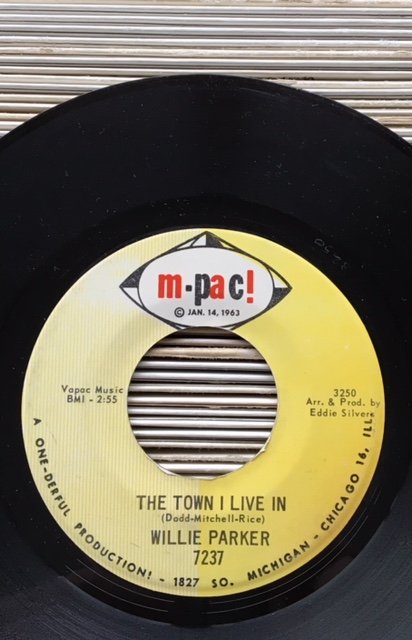 m-pac!
© JAN. 14, 1963
Vapac Music
BMI - 2:55
3250
Arr. & Prod. by
Eddie Silvers
THE TOWN I LIVE IN
(Dodd-Mitchell-Rice)
WILLIE PARKER
7237
A ONE-DERFUL PRODUCTION! - 1827 SO. MICHIGAN - CHICAGO 16, ILL